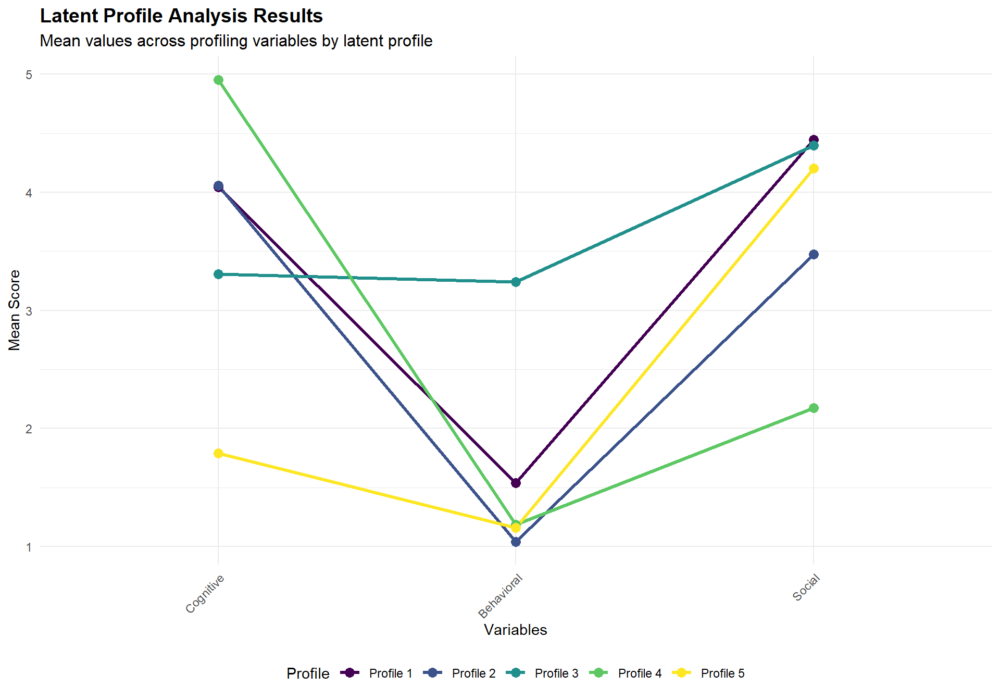 Latent Profile Analysis Results
Mean values across profiling variables by latent profile
5
4
3
2
1
Mean Score
Cognitive
Behavioral
Social
Variables
Profile
Profile 1
Profile 2
Profile 3
Profile 4
Profile 5